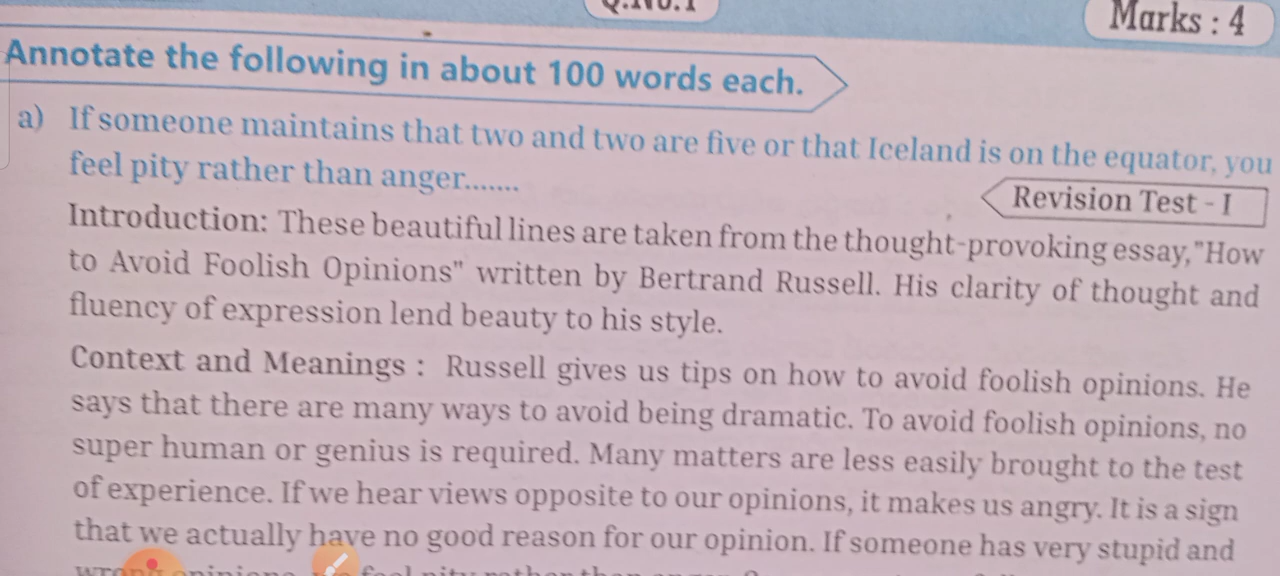 Q.No.1
Marks : 4
Annotate the following in about 100 words each.
a) If someone maintains that two and two are five or that Iceland is on the equator, you
feel pity rather than anger.......
Revision Test - I
Introduction: These beautiful lines are taken from the thought-provoking essay,"How
to Avoid Foolish Opinions" written by Bertrand Russell. His clarity of thought and
fluency of expression lend beauty to his style.
Context and Meanings : Russell gives us tips on how to avoid foolish opinions. He
says that there are many ways to avoid being dramatic. To avoid foolish opinions, no
super human or genius is required. Many matters are less easily brought to the test
of experience. If we hear views opposite to our opinions, it makes us angry. It is a sign
that we actually have no good reason for our opinion. If someone has very stupid and